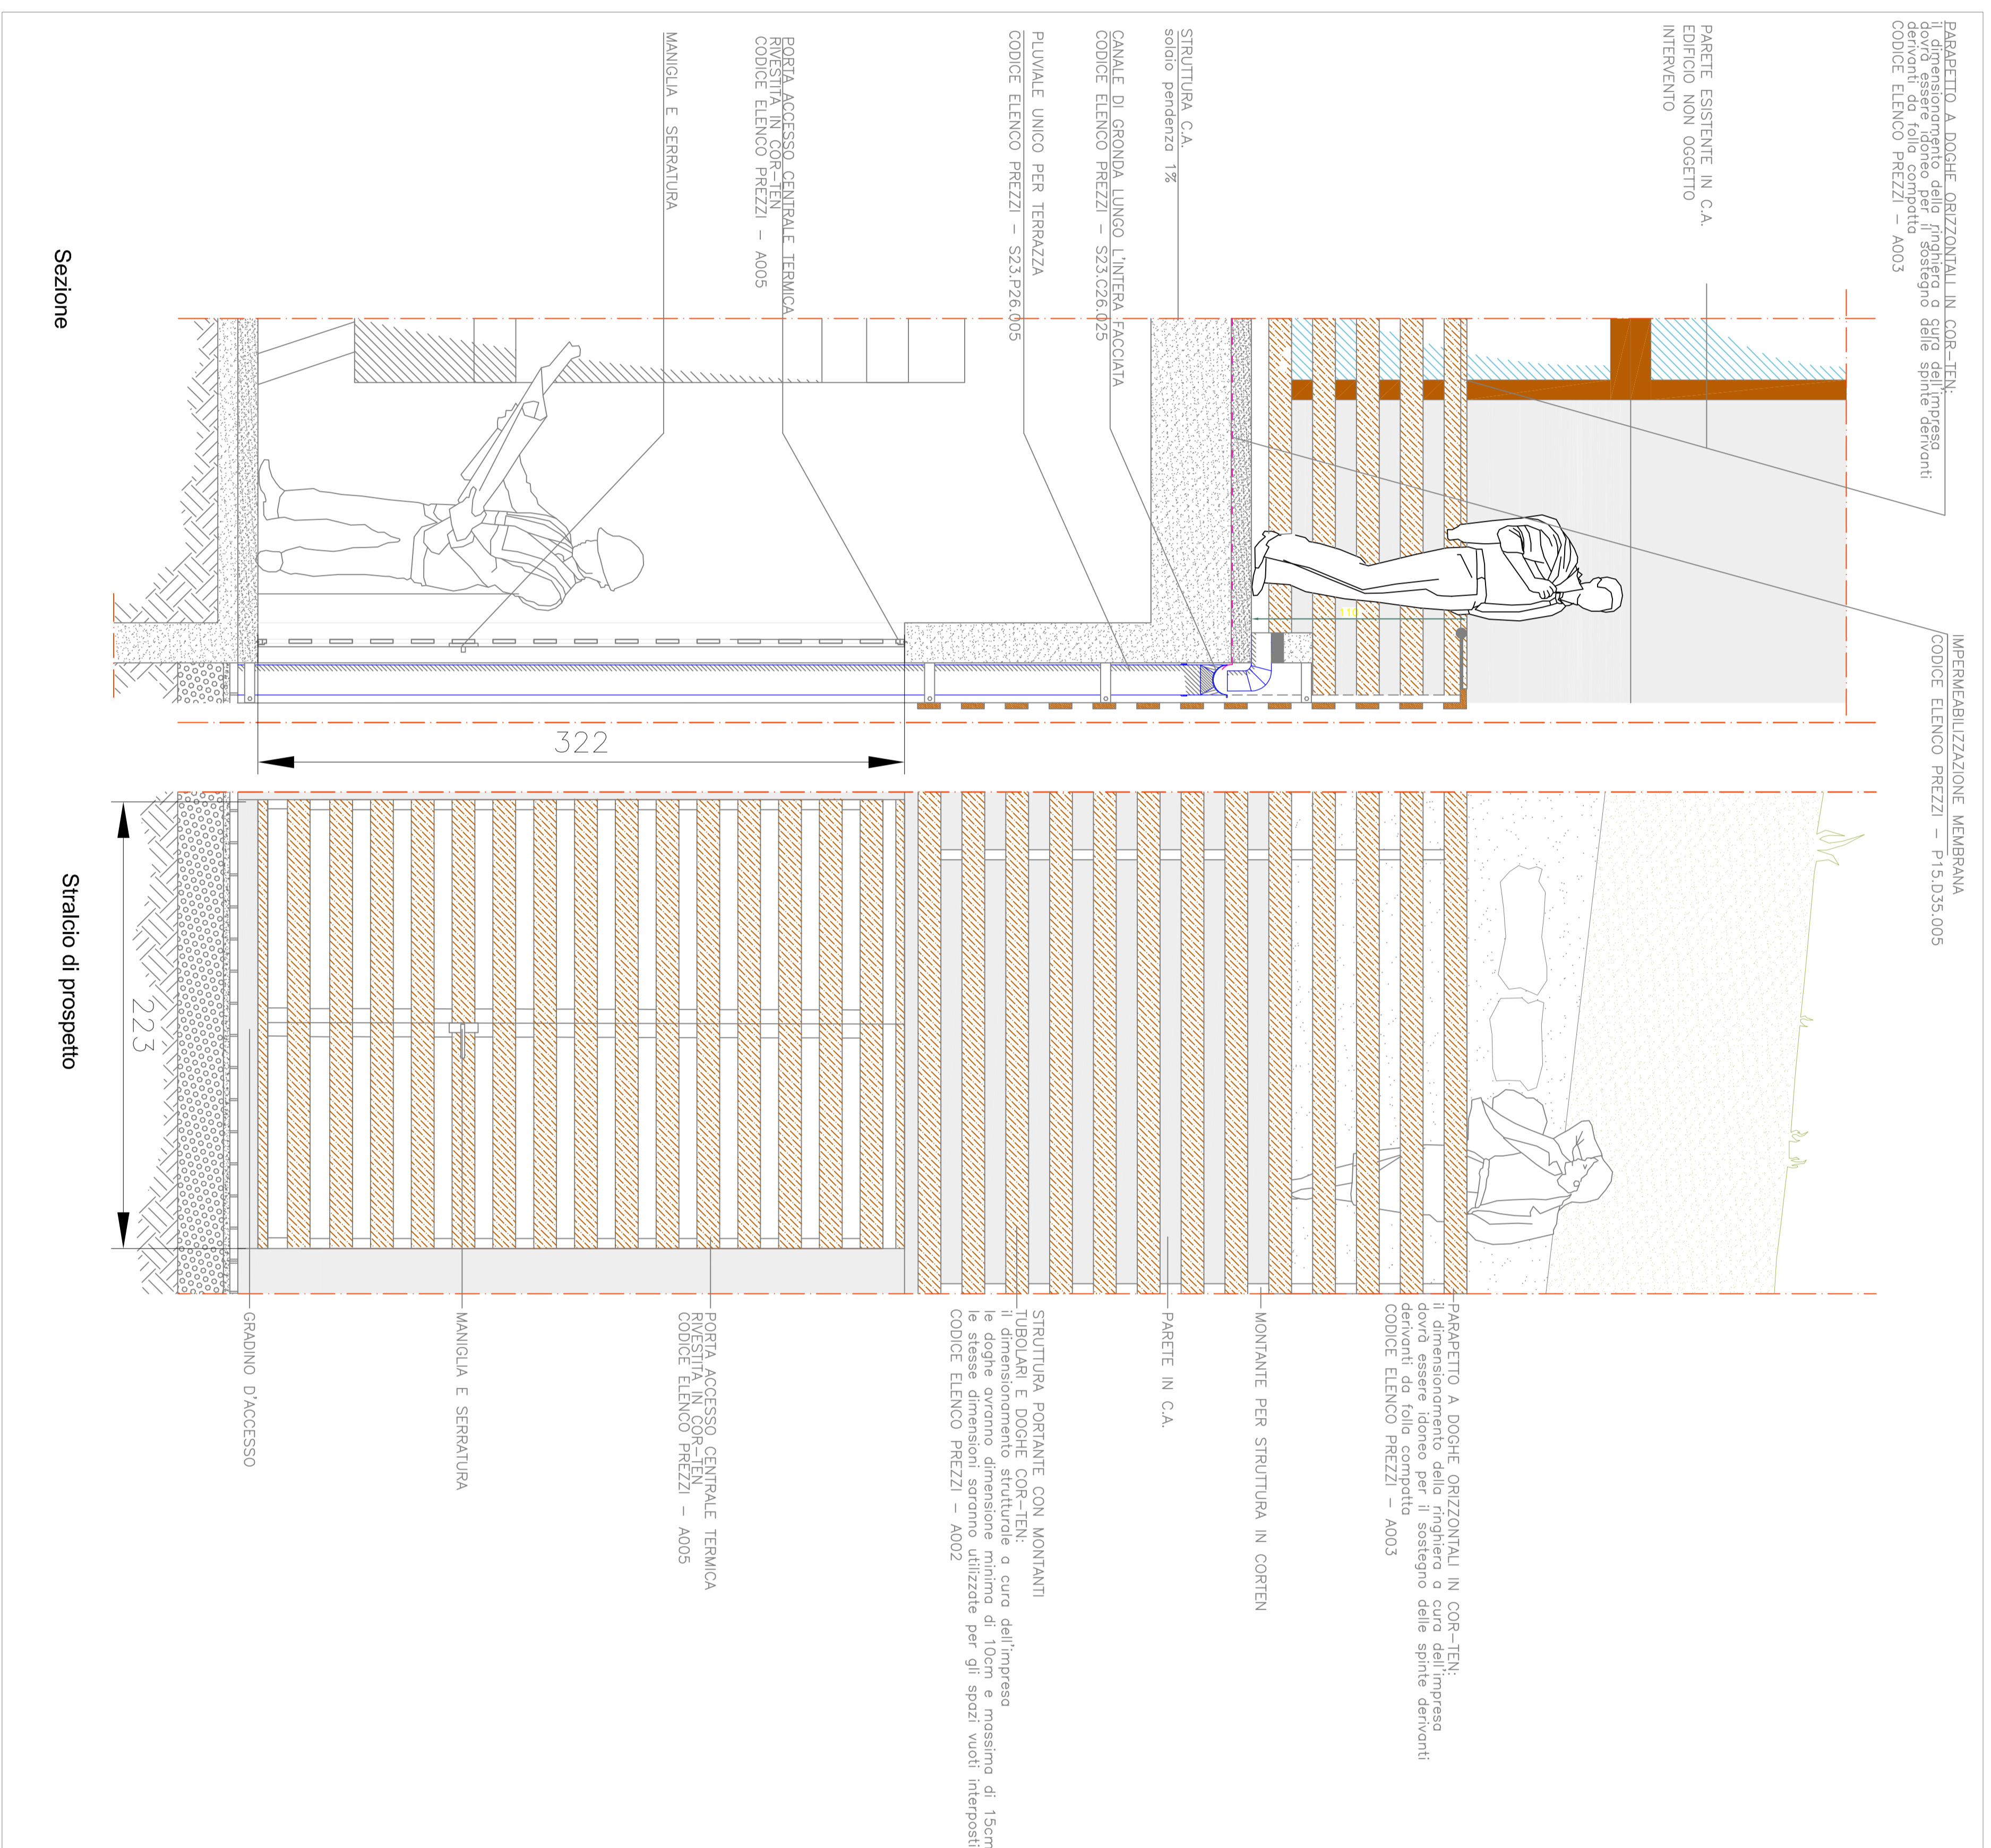 PARAPETTO A DOGHE ORIZZONTALI IN COR-TEN:
il dimensionamento della ringhiera a cura dell'impresa
dovrà essere idoneo per il sostegno delle spinte derivanti
derivanti da folla compatta
CODICE ELENCO PREZZI - A003
IMPERMEABILIZZAZIONE MEMBRANA
CODICE ELENCO PREZZI - P15.D35.005
PARETE ESISTENTE IN C.A.
EDIFICIO NON OGGETTO
INTERVENTO
STRUTTURA C.A.
solaio pendenza 1%
CANALE DI GRONDA LUNGO L'INTERA FACCIATA
CODICE ELENCO PREZZI - S23.C26.025
PLUVIALE UNICO PER TERRAZZA
CODICE ELENCO PREZZI - S23.P26.005
PORTA ACCESSO CENTRALE TERMICA
RIVESTITA IN COR-TEN
CODICE ELENCO PREZZI - A005
MANIGLIA E SERRATURA
322
Sezione
PARAPETTO A DOGHE ORIZZONTALI IN COR-TEN:
il dimensionamento della ringhiera a cura dell'impresa
dovrà essere idoneo per il sostegno delle spinte derivanti
derivanti da folla compatta
CODICE ELENCO PREZZI - A003
MONTANTE PER STRUTTURA IN CORTEN
PARETE IN C.A.
STRUTTURA PORTANTE CON MONTANTI
TUBOLARI E DOGHE COR-TEN:
il dimensionamento strutturale a cura dell'impresa
le doghe avranno dimensione minima di 10cm e massima di 15cm
le stesse dimensioni saranno utilizzate per gli spazi vuoti interposti
CODICE ELENCO PREZZI - A002
PORTA ACCESSO CENTRALE TERMICA
RIVESTITA IN COR-TEN
CODICE ELENCO PREZZI - A005
MANIGLIA E SERRATURA
GRADINO D'ACCESSO
223
Stralcio di prospetto